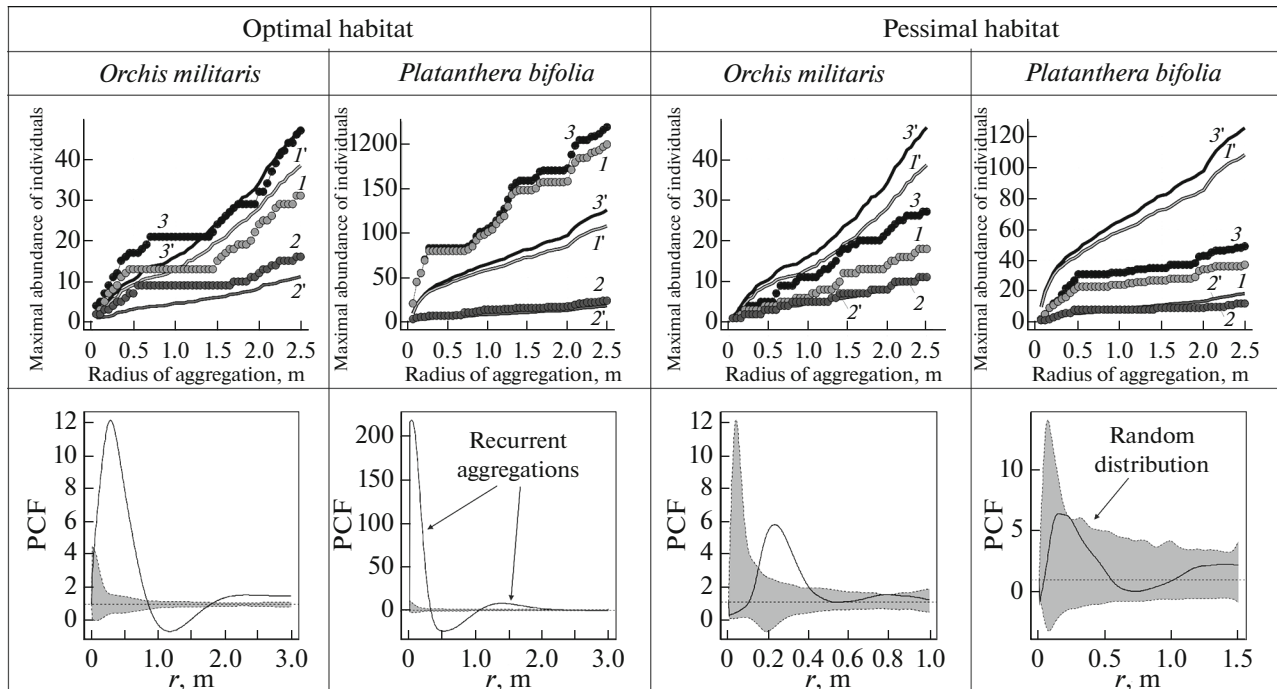 Optimal habitat
Pessimal habitat
Orchis militaris
Platanthera bifolia
Orchis militaris
Platanthera bifolia
Maximal abundance of individuals
40
30
20
10
0
3
3'
1'
1
2
2'
0 0.5 1.0 1.5 2.0 2.5
Radius of aggregation, m
Maximal abundance of individuals
1200
150
100
50
0
3
1
3'
1'
2
2'
0 0.5 1.0 1.5 2.0 2.5
Radius of aggregation, m
Maximal abundance of individuals
40
30
20
10
0
3'
1'
3
1
2'
2
0 0.5 1.0 1.5 2.0 2.5
Radius of aggregation, m
Maximal abundance of individuals
120
100
80
60
40
20
0
3'
1'
3
2'
1
2
0 0.5 1.0 1.5 2.0 2.5
Radius of aggregation, m
PCF
12
10
8
6
4
2
0
0 1.0 2.0 3.0
r, m
PCF
200
150
100
50
0
Recurrent
aggregations
0 1.0 2.0 3.0
r, m
PCF
12
10
8
6
4
2
0
0 0.2 0.4 0.6 0.8 1.0
r, m
PCF
10
5
0
Random
distribution
0 0.5 1.0 1.5
r, m